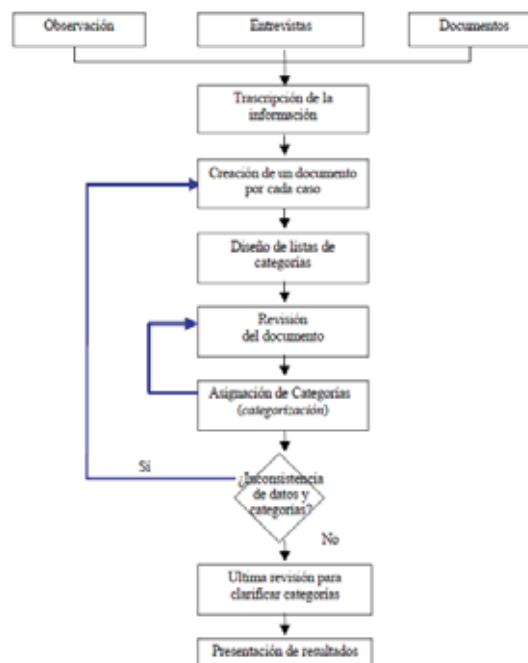 Observación
Entrevistas
Documentos
Trascripción de la
información
Creación de un documento
por cada caso
Diseño de listas de
categorías
Revisión
del documento
Asignación de Categorías
(categorización)
Si
¿Inconsistencia
de datos y
categorías?
No
Ultima revisión para
clarificar categorías
Presentación de resultados